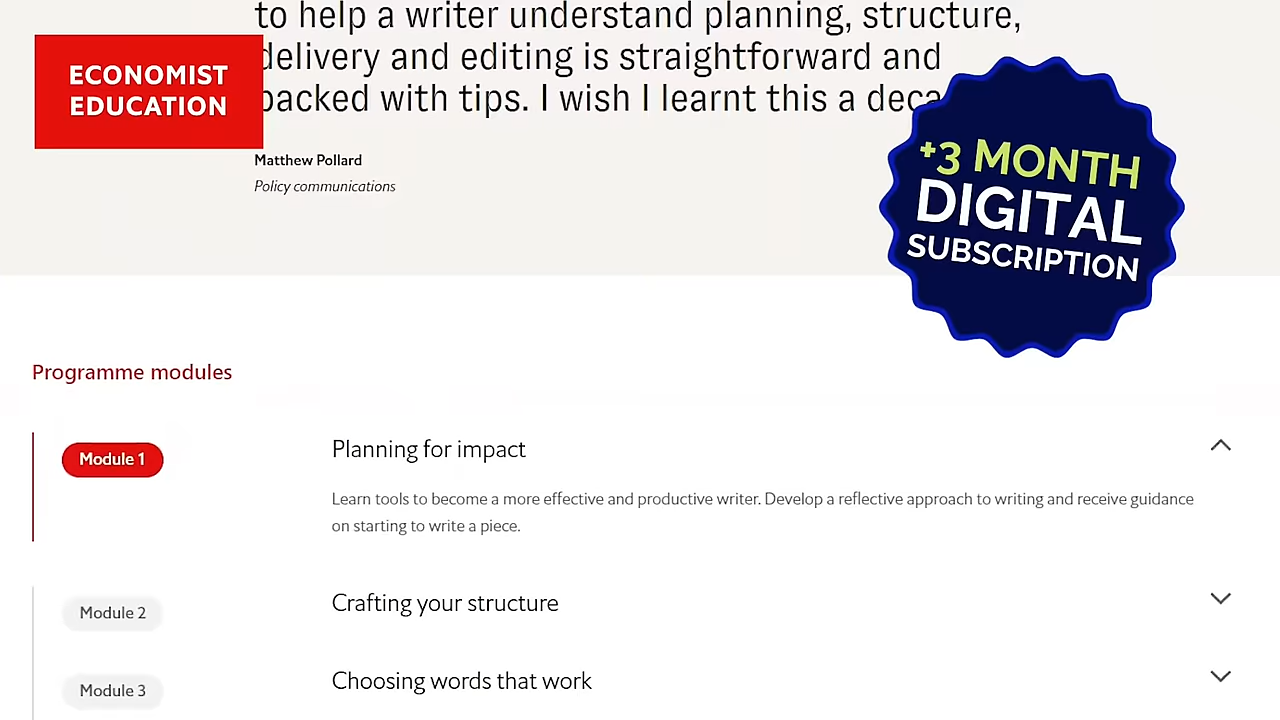 to help a writer understand planning, structure,
delivery and editing is straightforward and
packed with tips. I wish I learnt this a
ECONOMIST
EDUCATION
Matthew Pollard
Policy communications
+3 MONTH
DIGITAL
SUBSCRIPTION
Programme modules
Module 1
Planning for impact
Learn tools to become a more effective and productive writer. Develop a reflective approach to writing and receive guidance
on starting to write a piece.
Module 2
Crafting your structure
Module 3
Choosing words that work